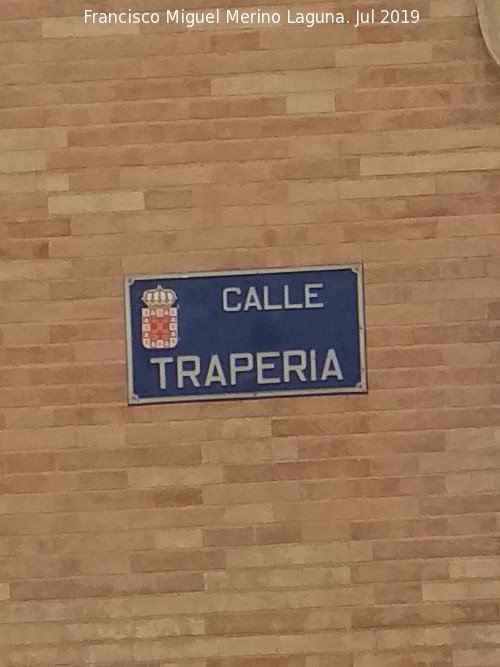 Francisco Miguel Merino Laguna. Jul 2019
CALLE
TRAPERIA